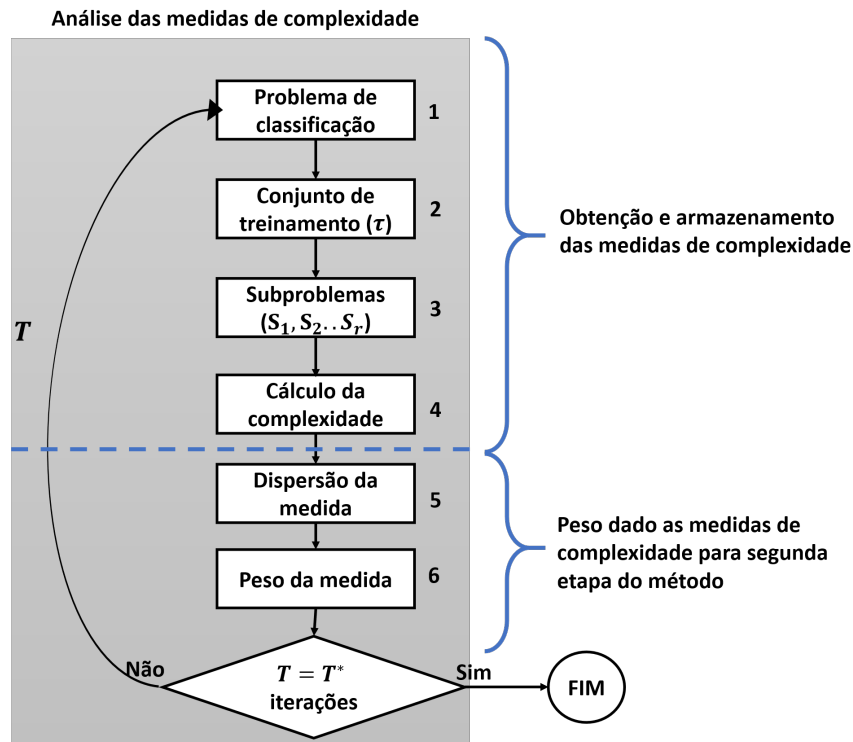 Análise das medidas de complexidade
Problema de
classificação
1
Conjunto de
treinamento (τ)
2
Subproblemas
(S₁, S₂. . Sᵣ)
3
Cálculo da
complexidade
4
Obtenção e armazenamento
das medidas de complexidade
T
Dispersão da
medida
5
Peso da medida
6
Peso dado as medidas de
complexidade para segunda
etapa do método
Não
T = T*
iterações
Sim
FIM